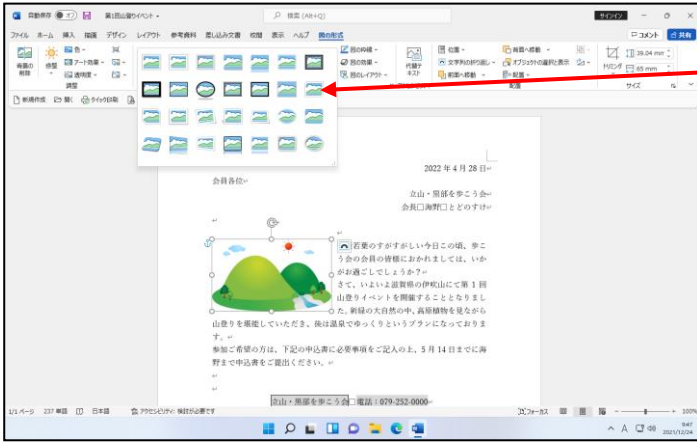 自動保存 オフ 第1回山登りイベント 検索 (Alt+Q) サインイン
ファイル ホーム 挿入 描画 デザイン レイアウト 参考資料 差し込み文書 校閲 表示 ヘルプ 図の形式 コメント 共有
背景の削除 修整 色 アート効果 透明度 図の枠線 図の効果 図のレイアウト 代替テキスト 位置 文字列の折り返し 前面へ移動 背面へ移動 オブジェクトの選択と表示 配置 トリミング 39.04 mm 65 mm
調整 配置 サイズ
新規作成 開く クイック印刷
2022 年 4 月 28 日↵
会員各位↵
立山・黒部を歩こう会↵
会長□海野□とどのすけ↵
若葉のすがすがしい今日この頃、歩こ
う会の会員の皆様におかれましては、いか
がお過ごしでしょうか？↵
さて、いよいよ滋賀県の伊吹山にて第 1 回
山登りイベントを開催することとなりまし
た。新緑の大自然の中、高原植物を見ながら
山登りを堪能していただき、後は温泉でゆっくりというプランになっておりま
す。↵
参加ご希望の方は、下記の申込書に必要事項をご記入の上、5 月 14 日までに海
野まで申込書をご提出ください。↵
立山・黒部を歩こう会□電話：079-252-0000↵
1/1 ページ 237 単語 日本語 アクセシビリティ: 検討が必要です フォーカス 100%
A 9:47
2021/12/24